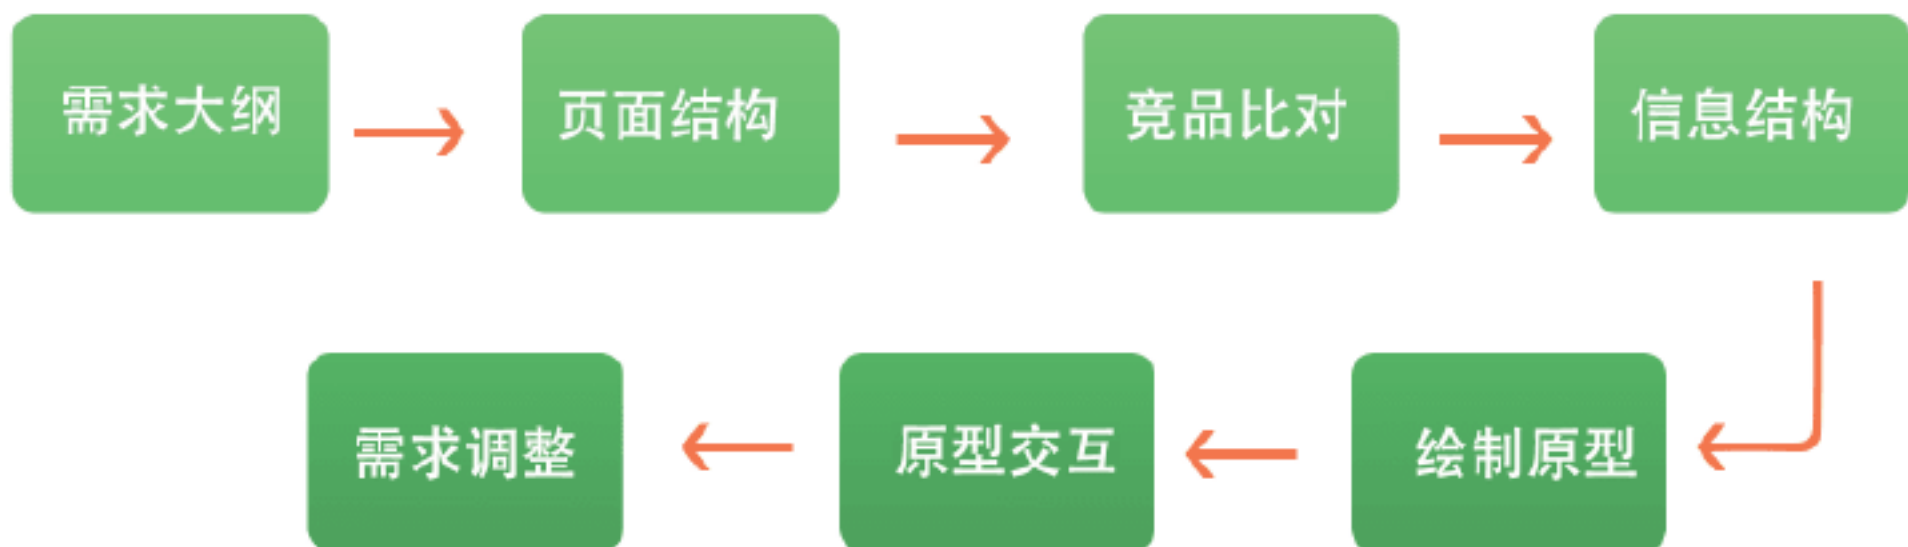 需求大纲
页面结构
竞品比对
信息结构
绘制原型
原型交互
需求调整